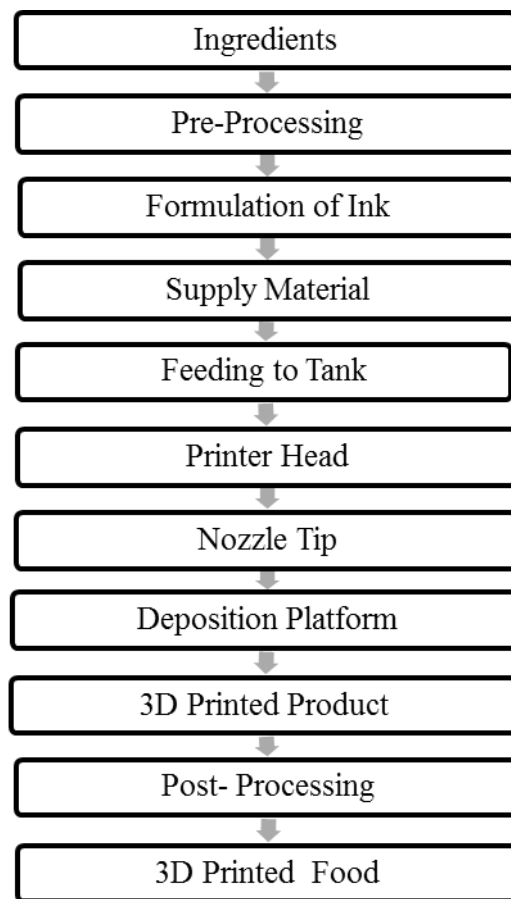 Ingredients
Pre-Processing
Formulation of Ink
Supply Material
Feeding to Tank
Printer Head
Nozzle Tip
Deposition Platform
3D Printed Product
Post- Processing
3D Printed Food